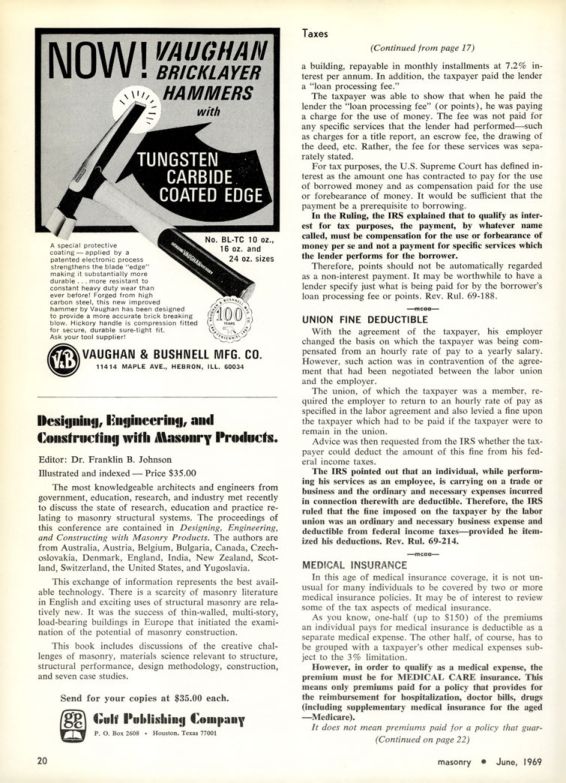 NOW! VAUGHAN
BRICKLAYER
HAMMERS
with
TUNGSTEN
CARBIDE
COATED EDGE
No. BL-TC 10 oz.,
16 oz. and
24 oz. sizes
A special protective
coating — applied by a
patented electronic process
strengthens the blade "edge"
making it substantially more
durable . . . more resistant to
constant heavy duty wear than
ever before! Forged from high
carbon steel, this new improved
hammer by Vaughan has been designed
to provide a more accurate brick breaking
blow. Hickory handle is compression fitted
for secure, durable sure-tight fit.
Ask your tool supplier!
100
YEARS
V&B
VAUGHAN & BUSHNELL MFG. CO.
11414 MAPLE AVE., HEBRON, ILL. 60034
Designing, Engineering, and
Constructing with Masonry Products.
Editor: Dr. Franklin B. Johnson
Illustrated and indexed — Price $35.00
The most knowledgeable architects and engineers from
government, education, research, and industry met recently
to discuss the state of research, education and practice re-
lating to masonry structural systems. The proceedings of
this conference are contained in Designing, Engineering,
and Constructing with Masonry Products. The authors are
from Australia, Austria, Belgium, Bulgaria, Canada, Czech-
oslovakia, Denmark, England, India, New Zealand, Scot-
land, Switzerland, the United States, and Yugoslavia.
This exchange of information represents the best avail-
able technology. There is a scarcity of masonry literature
in English and exciting uses of structural masonry are rela-
tively new. It was the success of thin-walled, multi-story,
load-bearing buildings in Europe that initiated the exami-
nation of the potential of masonry construction.
This book includes discussions of the creative chal-
lenges of masonry, materials science relevant to structure,
structural performance, design methodology, construction,
and seven case studies.
Send for your copies at $35.00 each.
Gulf Publishing Company
P. O. Box 2608 • Houston, Texas 77001
Taxes
(Continued from page 17)
a building, repayable in monthly installments at 7.2% in-
terest per annum. In addition, the taxpayer paid the lender
a "loan processing fee."
The taxpayer was able to show that when he paid the
lender the "loan processing fee" (or points), he was paying
a charge for the use of money. The fee was not paid for
any specific services that the lender had performed—such
as charges for a title report, an escrow fee, the drawing of
the deed, etc. Rather, the fee for these services was sepa-
rately stated.
For tax purposes, the U.S. Supreme Court has defined in-
terest as the amount one has contracted to pay for the use
of borrowed money and as compensation paid for the use
or forebearance of money. It would be sufficient that the
payment be a prerequisite to borrowing.
In the Ruling, the IRS explained that to qualify as inter-
est for tax purposes, the payment, by whatever name
called, must be compensation for the use or forbearance of
money per se and not a payment for specific services which
the lender performs for the borrower.
Therefore, points should not be automatically regarded
as a non-interest payment. It may be worthwhile to have a
lender specify just what is being paid for by the borrower's
loan processing fee or points. Rev. Rul. 69-188.
—mcaa—
UNION FINE DEDUCTIBLE
With the agreement of the taxpayer, his employer
changed the basis on which the taxpayer was being com-
pensated from an hourly rate of pay to a yearly salary.
However, such action was in contravention of the agree-
ment that had been negotiated between the labor union
and the employer.
The union, of which the taxpayer was a member, re-
quired the employer to return to an hourly rate of pay as
specified in the labor agreement and also levied a fine upon
the taxpayer which had to be paid if the taxpayer were to
remain in the union.
Advice was then requested from the IRS whether the tax-
payer could deduct the amount of this fine from his fed-
eral income taxes.
The IRS pointed out that an individual, while perform-
ing his services as an employee, is carrying on a trade or
business and the ordinary and necessary expenses incurred
in connection therewith are deductible. Therefore, the IRS
ruled that the fine imposed on the taxpayer by the labor
union was an ordinary and necessary business expense and
deductible from federal income taxes—provided he item-
ized his deductions. Rev. Rul. 69-214.
—mcaa—
MEDICAL INSURANCE
In this age of medical insurance coverage, it is not un-
usual for many individuals to be covered by two or more
medical insurance policies. It may be of interest to review
some of the tax aspects of medical insurance.
As you know, one-half (up to $150) of the premiums
an individual pays for medical insurance is deductible as a
separate medical expense. The other half, of course, has to
be grouped with a taxpayer's other medical expenses sub-
ject to the 3% limitation.
However, in order to qualify as a medical expense, the
premium must be for MEDICAL CARE insurance. This
means only premiums paid for a policy that provides for
the reimbursement for hospitalization, doctor bills, drugs
(including supplementary medical insurance for the aged
—Medicare).
It does not mean premiums paid for a policy that guar-
(Continued on page 22)
20
masonry • June, 1969